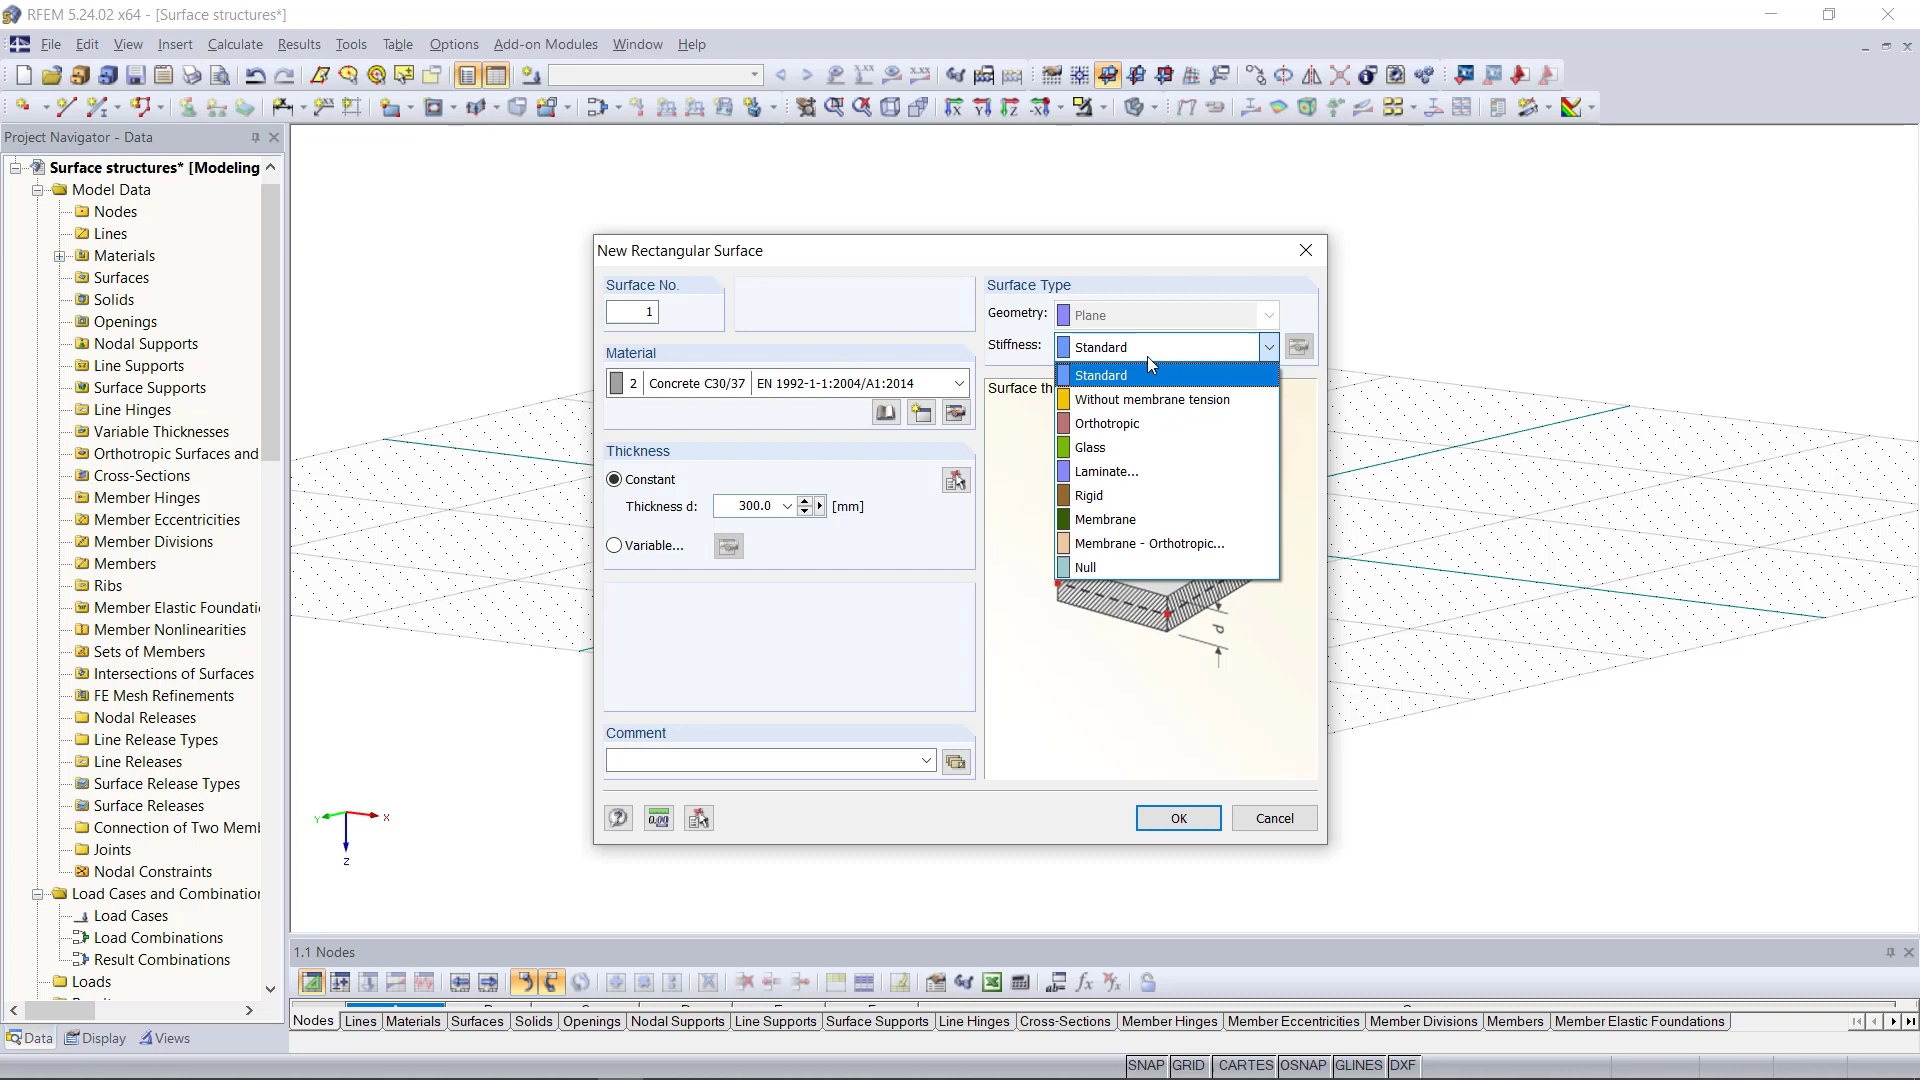 RFEM 5.24.02 x64 - [Surface structures*]
File Edit View Insert Calculate Results Tools Table Options Add-on Modules Window Help
Project Navigator - Data
Surface structures* [Modeling
Model Data
Nodes
Lines
Materials
Surfaces
Solids
Openings
Nodal Supports
Line Supports
Surface Supports
Line Hinges
Variable Thicknesses
Orthotropic Surfaces and
Cross-Sections
Member Hinges
Member Eccentricities
Member Divisions
Members
Ribs
Member Elastic Foundati
Member Nonlinearities
Sets of Members
Intersections of Surfaces
FE Mesh Refinements
Nodal Releases
Line Release Types
Line Releases
Surface Release Types
Surface Releases
Connection of Two Memb
Joints
Nodal Constraints
Load Cases and Combination
Load Cases
Load Combinations
Result Combinations
Loads
Data Display Views
New Rectangular Surface
Surface No.
1
Material
2 Concrete C30/37 EN 1992-1-1:2004/A1:2014
Thickness
Constant
Thickness d: 300.0 [mm]
Variable...
Comment
Surface Type
Geometry: Plane
Stiffness: Standard
Surface th
Standard
Without membrane tension
Orthotropic
Glass
Laminate...
Rigid
Membrane
Membrane - Orthotropic...
Null
d
0.00
OK Cancel
Y X
Z
1.1 Nodes
Nodes Lines Materials Surfaces Solids Openings Nodal Supports Line Supports Surface Supports Line Hinges Cross-Sections Member Hinges Member Eccentricities Member Divisions Members Member Elastic Foundations
SNAP GRID CARTES OSNAP GLINES DXF